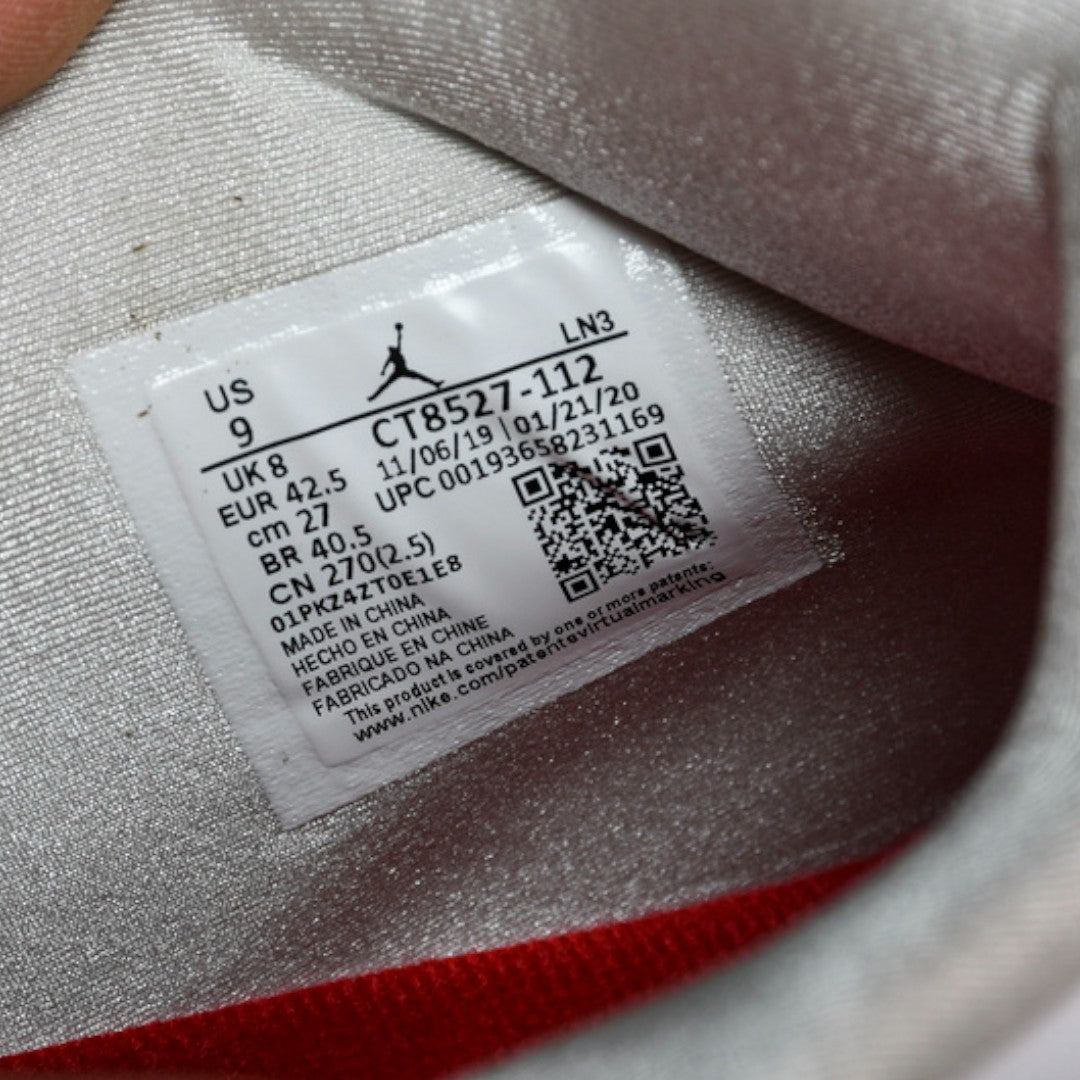 US
9
LN3
UK 8
EUR 42.5
cm 27
BR 40.5
CN 270(2.5)
01PKZ4ZT0E1E8
CT8527-112
11/06/19 | 01/21/20
UPC 00193658231169
MADE IN CHINA
HECHO EN CHINA
FABRIQUE EN CHINE
FABRICADO NA CHINA
This product is covered by one of more patents:
www.nike.com/patentevirtualmarking